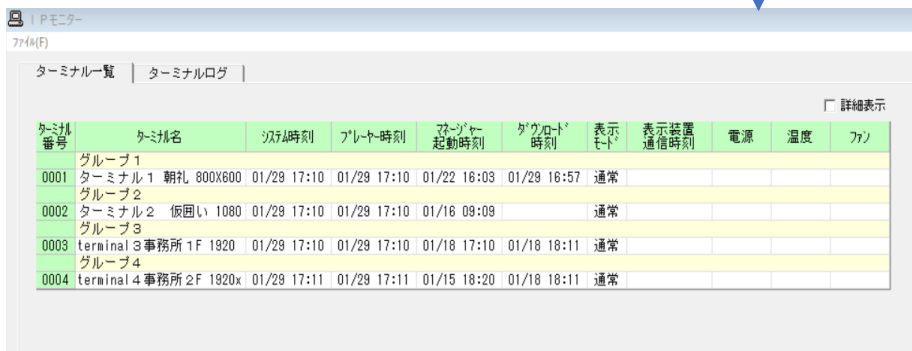 IPモニター
ファイル(F)
ターミナル一覧 ターミナルログ
詳細表示
ターミナル番号 ターミナル名 システム時刻 プレーヤー時刻 マネージャー起動時刻 ダウンロード時刻 表示モード 表示装置通信時刻 電源 温度 ファン
グループ1
0001 ターミナル1 朝礼 800X600 01/29 17:10 01/29 17:10 01/22 16:03 01/29 16:57 通常
グループ2
0002 ターミナル2 仮囲い 1080 01/29 17:10 01/29 17:10 01/16 09:09 通常
グループ3
0003 terminal3事務所1F 1920 01/29 17:10 01/29 17:10 01/18 17:10 01/18 18:11 通常
グループ4
0004 terminal4事務所2F 1920x 01/29 17:11 01/29 17:11 01/15 18:20 01/18 18:11 通常